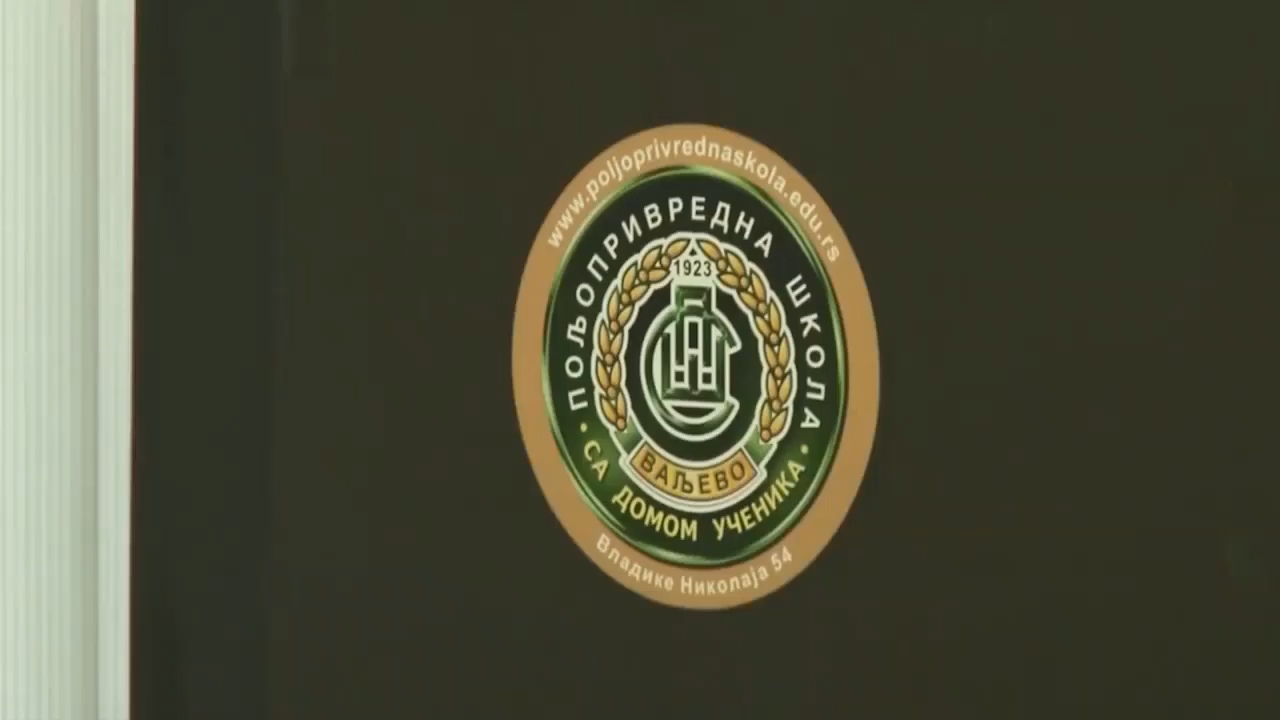 www.poljoprivrednaskola.edu.rs
ПОЉОПРИВРЕДНА ШКОЛА
1923
ВАЉЕВО
• СА ДОМОМ УЧЕНИКА •
Владике Николаја 54